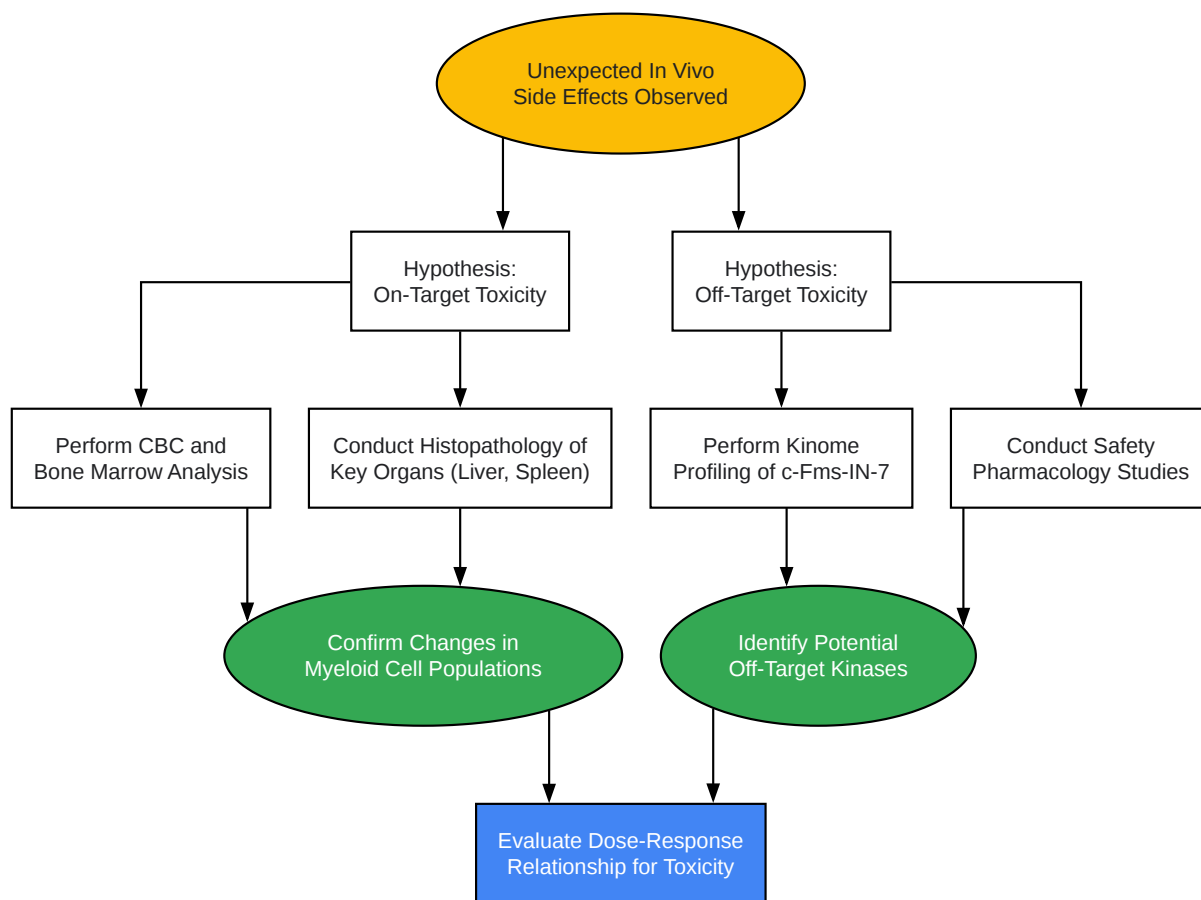 Unexpected In Vivo
Side Effects Observed
Hypothesis:
On-Target Toxicity
Hypothesis:
Off-Target Toxicity
Perform CBC and
Bone Marrow Analysis
Conduct Histopathology of
Key Organs (Liver, Spleen)
Perform Kinome
Profiling of c-Fms-IN-7
Conduct Safety
Pharmacology Studies
Confirm Changes in
Myeloid Cell Populations
Identify Potential
Off-Target Kinases
Evaluate Dose-Response
Relationship for Toxicity